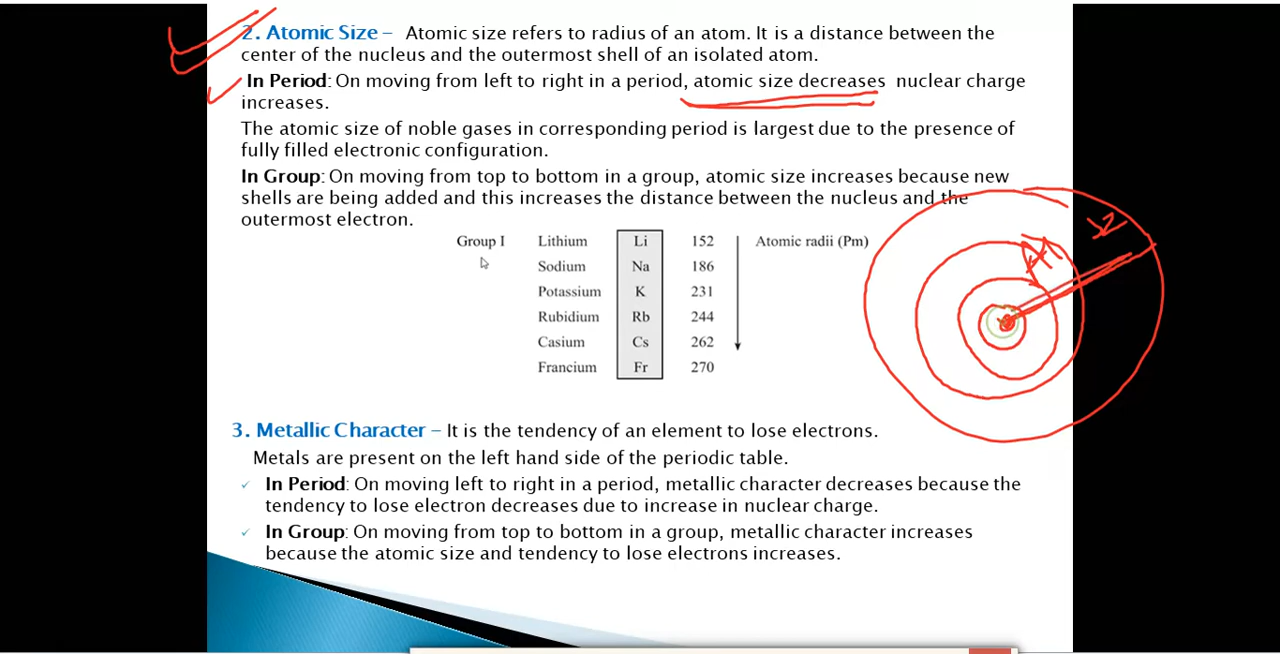 2. Atomic Size – Atomic size refers to radius of an atom. It is a distance between the
center of the nucleus and the outermost shell of an isolated atom.
In Period: On moving from left to right in a period, atomic size decreases nuclear charge
increases.
The atomic size of noble gases in corresponding period is largest due to the presence of
fully filled electronic configuration.
In Group: On moving from top to bottom in a group, atomic size increases because new
shells are being added and this increases the distance between the nucleus and the
outermost electron.
Group I Lithium Li 152 Atomic radii (Pm)
Sodium Na 186
Potassium K 231
Rubidium Rb 244
Casium Cs 262
Francium Fr 270
3. Metallic Character – It is the tendency of an element to lose electrons.
Metals are present on the left hand side of the periodic table.
In Period: On moving left to right in a period, metallic character decreases because the
tendency to lose electron decreases due to increase in nuclear charge.
In Group: On moving from top to bottom in a group, metallic character increases
because the atomic size and tendency to lose electrons increases.